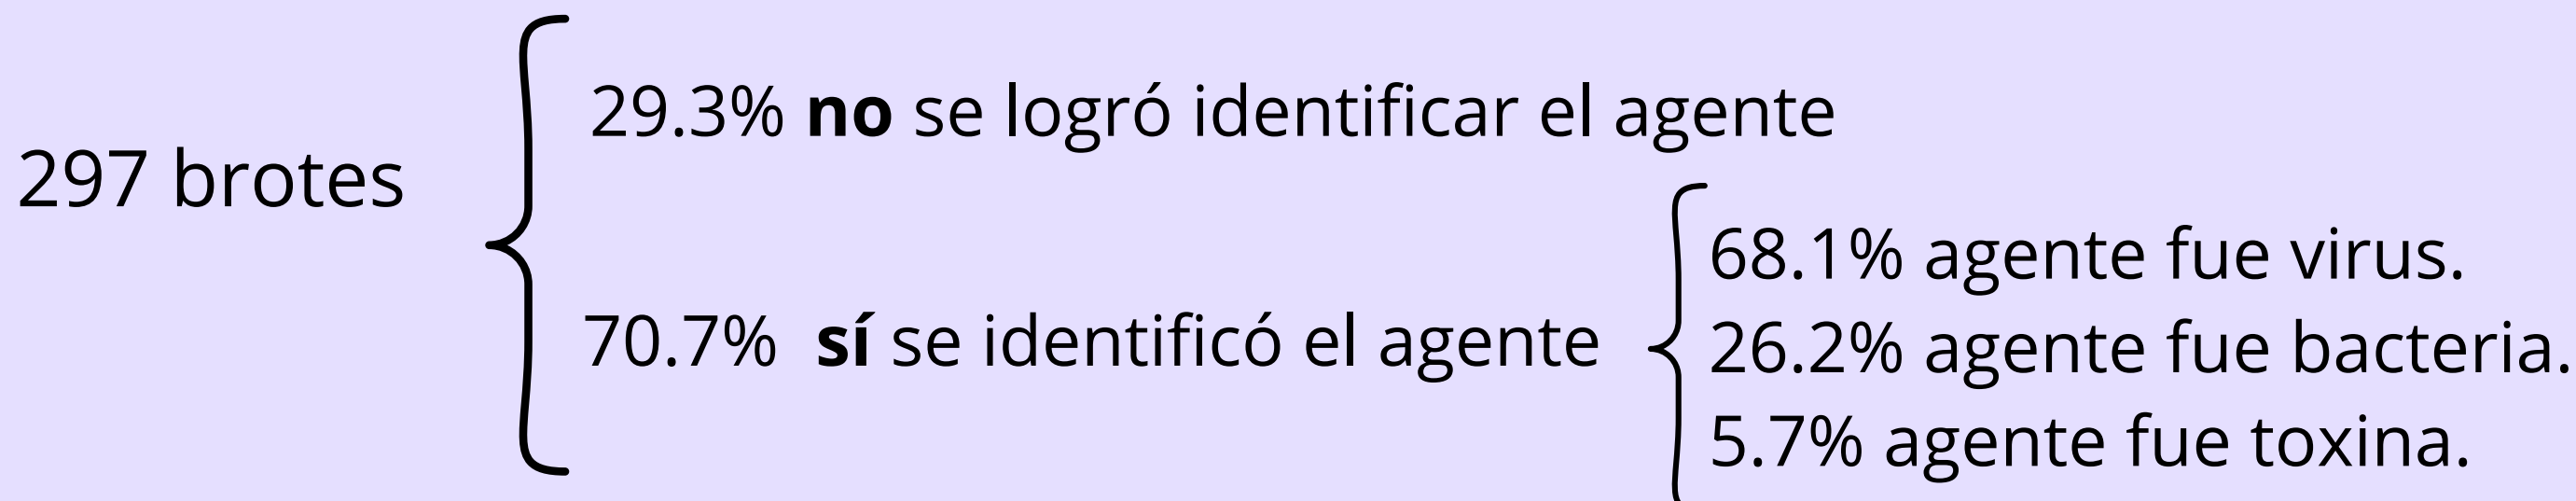 297 brotes
29.3% no se logró identificar el agente
70.7% sí se identificó el agente
68.1% agente fue virus.
26.2% agente fue bacteria.
5.7% agente fue toxina.